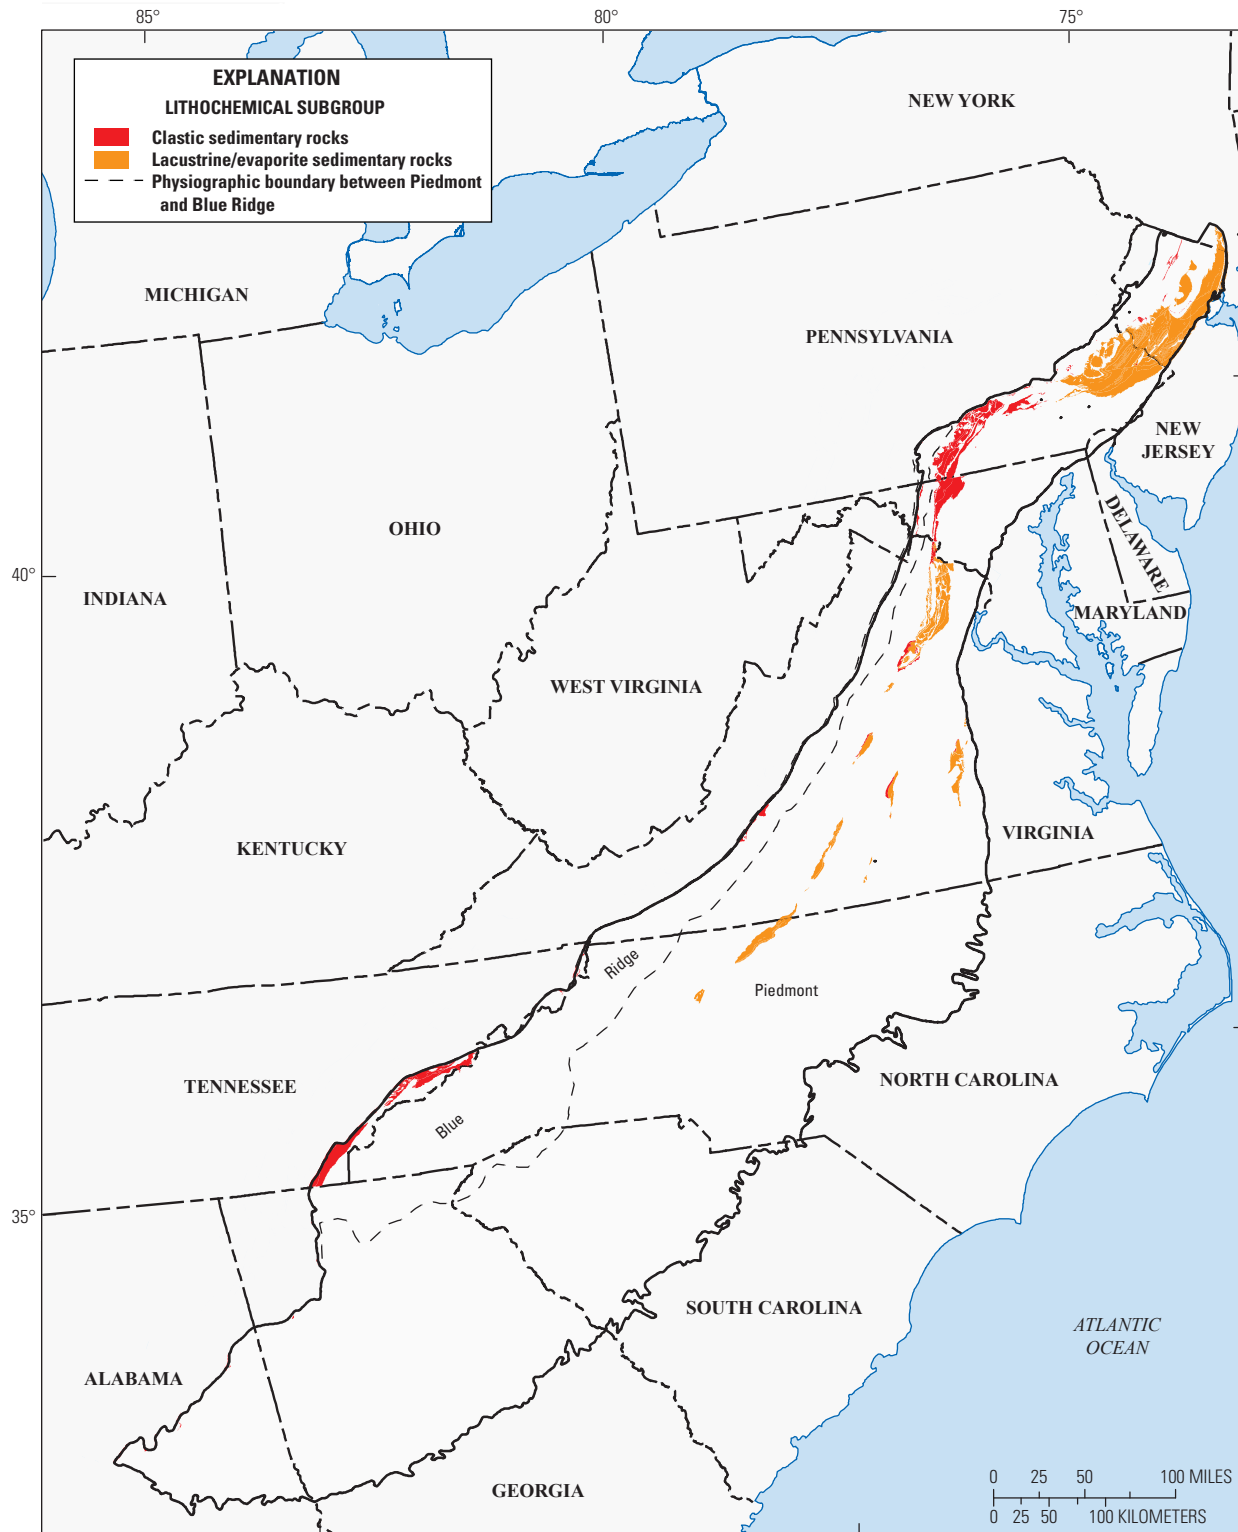 85°
80°
75°
EXPLANATION
LITHOCHEMICAL SUBGROUP
Clastic sedimentary rocks
Lacustrine/evaporite sedimentary rocks
Physiographic boundary between Piedmont
and Blue Ridge
NEW YORK
MICHIGAN
PENNSYLVANIA
NEW
JERSEY
OHIO
DELAWARE
40°
INDIANA
MARYLAND
WEST VIRGINIA
VIRGINIA
KENTUCKY
Ridge
Piedmont
TENNESSEE
NORTH CAROLINA
Blue
35°
SOUTH CAROLINA
ATLANTIC
OCEAN
ALABAMA
GEORGIA
0 25 50 100 MILES
0 25 50 100 KILOMETERS